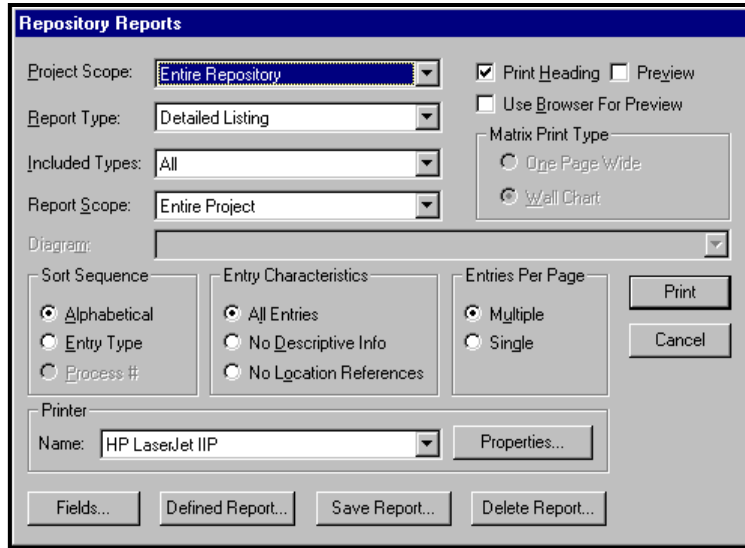 Repository Reports
Project Scope: Entire Repository
Print Heading Preview
Use Browser For Preview
Report Type: Detailed Listing
Matrix Print Type
Included Types: All
One Page Wide
Report Scope: Entire Project
Wall Chart
Diagram:
Sort Sequence Entry Characteristics Entries Per Page
Alphabetical All Entries Multiple Print
Entry Type No Descriptive Info Single Cancel
Process # No Location References
Printer
Name: HP LaserJet IIP Properties...
Fields... Defined Report... Save Report... Delete Report...